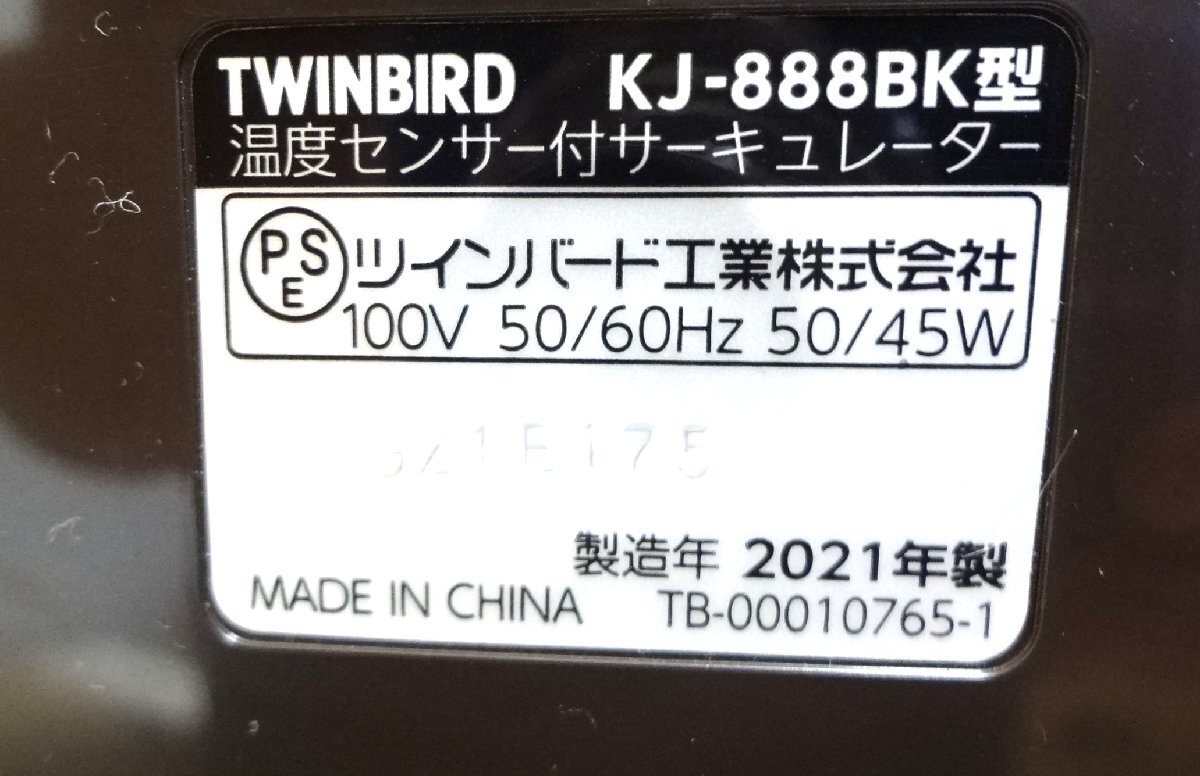 TWINBIRD KJ-888BK型
温度センサー付サーキュレーター
PSE ツインバード工業株式会社
100V 50/60Hz 50/45W
製造年 2021年製
MADE IN CHINA TB-00010765-1